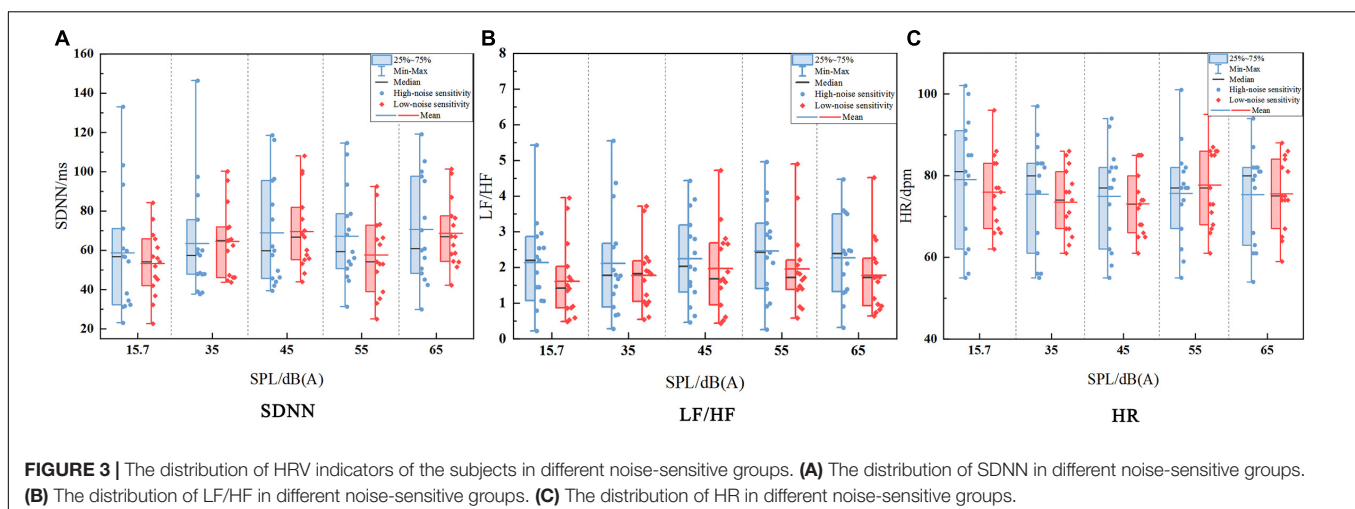 A
160
140
120
100
80
60
40
20
SDNN/ms
25%~75%
Min-Max
Median
High-noise sensitivity
Low-noise sensitivity
Mean
15.7 35 45 55 65
SPL/dB(A)
SDNN
B
8
7
6
5
4
3
2
1
0
LF/HF
25%~75%
Min-Max
Median
High-noise sensitivity
Low-noise sensitivity
Mean
15.7 35 45 55 65
SPL/dB(A)
LF/HF
C
100
80
60
40
HR/dpm
25%~75%
Min-Max
Median
High-noise sensitivity
Low-noise sensitivity
Mean
15.7 35 45 55 65
SPL/dB(A)
HR
FIGURE 3 | The distribution of HRV indicators of the subjects in different noise-sensitive groups. (A) The distribution of SDNN in different noise-sensitive groups.
(B) The distribution of LF/HF in different noise-sensitive groups. (C) The distribution of HR in different noise-sensitive groups.